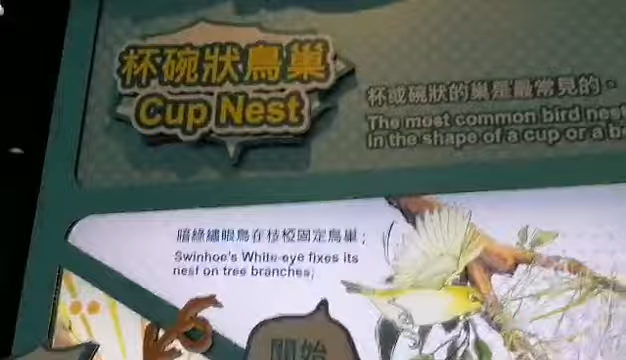 杯碗狀鳥巢
Cup Nest
杯或碗狀的巢是最常見的。
The most common bird nest
in the shape of a cup or a
暗綠繡眼鳥在枝椏固定鳥巢；
Swinhoe's White-eye fixes its
nest on tree branches;
開始